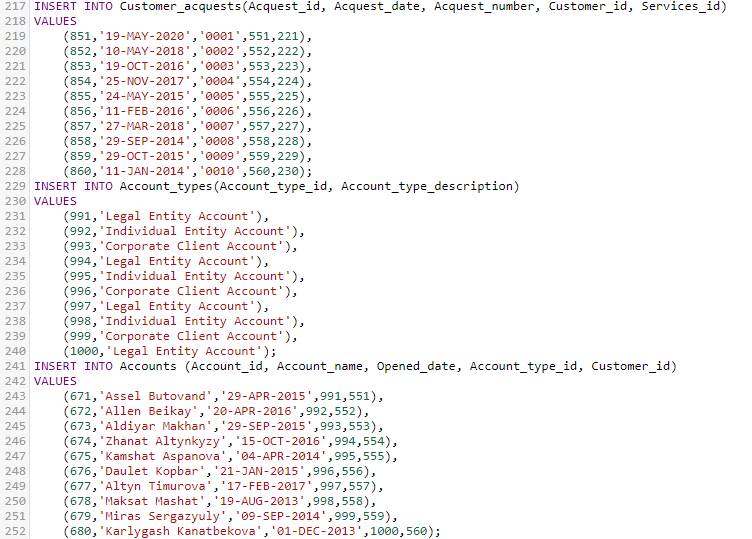 217 INSERT INTO Customer_acquests(Acquest_id, Acquest_date, Acquest_number, Customer_id, Services_id)
218 VALUES
219 (851,'19-MAY-2020','0001',551,221),
220 (852,'10-MAY-2018','0002',552,222),
221 (853,'19-OCT-2016','0003',553,223),
222 (854,'25-NOV-2017','0004',554,224),
223 (855,'24-MAY-2015','0005',555,225),
224 (856,'11-FEB-2016','0006',556,226),
225 (857,'27-MAR-2018','0007',557,227),
226 (858,'29-SEP-2014','0008',558,228),
227 (859,'29-OCT-2015','0009',559,229),
228 (860,'11-JAN-2014','0010',560,230);
229 INSERT INTO Account_types(Account_type_id, Account_type_description)
230 VALUES
231 (991,'Legal Entity Account'),
232 (992,'Individual Entity Account'),
233 (993,'Corporate Client Account'),
234 (994,'Legal Entity Account'),
235 (995,'Individual Entity Account'),
236 (996,'Corporate Client Account'),
237 (997,'Legal Entity Account'),
238 (998,'Individual Entity Account'),
239 (999,'Corporate Client Account'),
240 (1000,'Legal Entity Account');
241 INSERT INTO Accounts (Account_id, Account_name, Opened_date, Account_type_id, Customer_id)
242 VALUES
243 (671,'Assel Butovand','29-APR-2015',991,551),
244 (672,'Allen Beikay','20-APR-2016',992,552),
245 (673,'Aldiyar Makhan','29-SEP-2015',993,553),
246 (674,'Zhanat Altynkyzy','15-OCT-2016',994,554),
247 (675,'Kamshat Aspanova','04-APR-2014',995,555),
248 (676,'Daulet Kopbar','21-JAN-2015',996,556),
249 (677,'Altyn Timurova','17-FEB-2017',997,557),
250 (678,'Maksat Mashat','19-AUG-2013',998,558),
251 (679,'Miras Sergazyuly','09-SEP-2014',999,559),
252 (680,'Karlygash Kanatbekova','01-DEC-2013',1000,560);